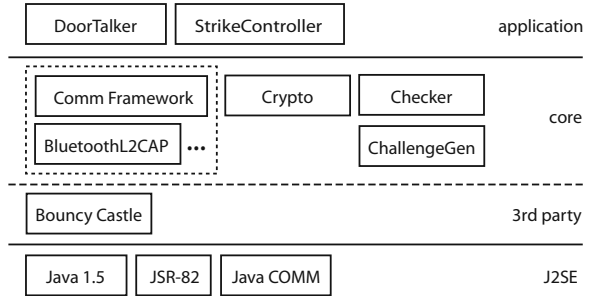 DoorTalker StrikeController application
Comm Framework Crypto Checker core
BluetoothL2CAP ... ChallengeGen
Bouncy Castle 3rd party
Java 1.5 JSR-82 Java COMM J2SE